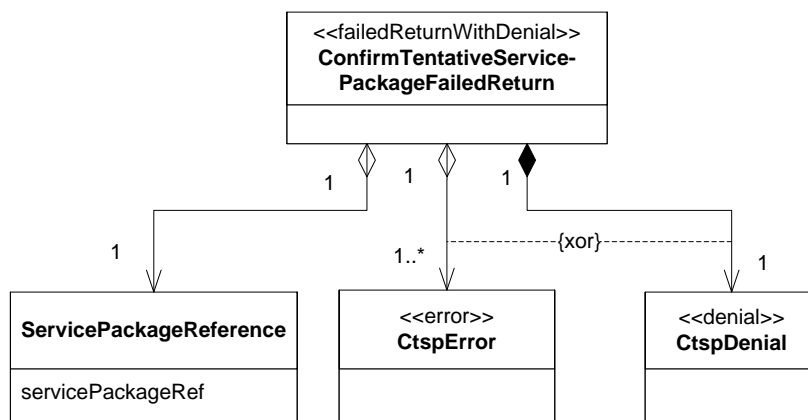 <<failedReturnWithDenial>>
ConfirmTentativeService-
PackageFailedReturn
1
1
1
{xor}
1
1..*
1
ServicePackageReference
servicePackageRef
<<error>>
CtspError
<<denial>>
CtspDenial